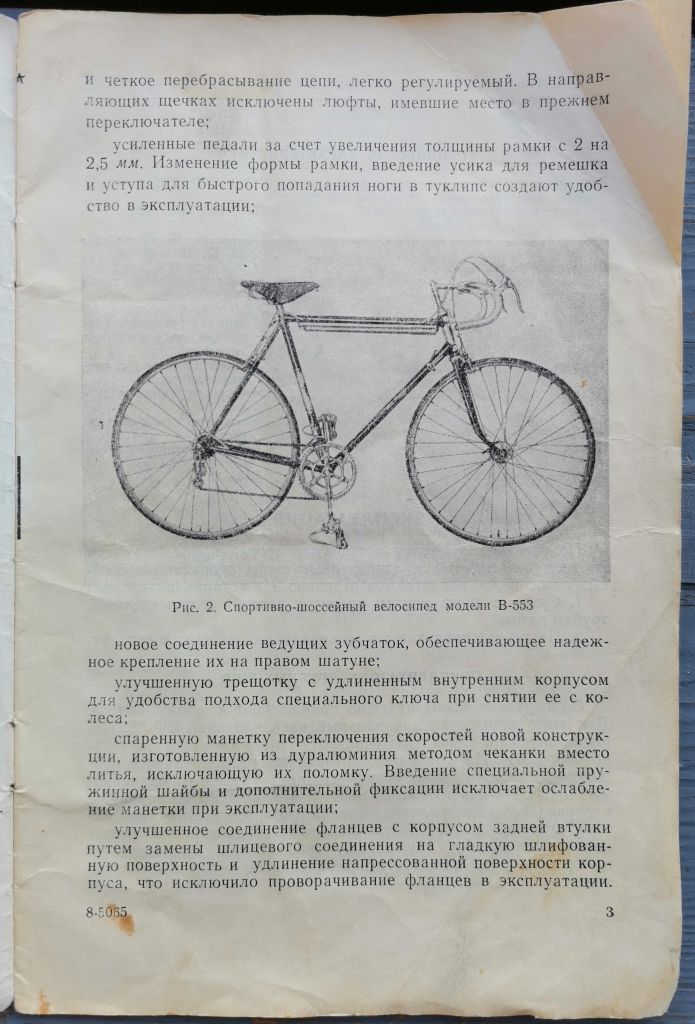 и четкое перебрасывание цепи, легко регулируемый. В направ-
ляющих щечках исключены люфты, имевшие место в прежнем
переключателе;
усиленные педали за счет увеличения толщины рамки с 2 на
2,5 мм. Изменение формы рамки, введение усика для ремешка
и уступа для быстрого попадания ноги в туклипс создают удоб-
ство в эксплуатации;
Рис. 2. Спортивно-шоссейный велосипед модели В-553
новое соединение ведущих зубчаток, обеспечивающее надеж-
ное крепление их на правом шатуне;
улучшенную трещотку с удлиненным внутренним корпусом
для удобства подхода специального ключа при снятии ее с ко-
леса;
спаренную манетку переключения скоростей новой конструк-
ции, изготовленную из дуралюминия методом чеканки вместо
литья, исключающую их поломку. Введение специальной пру-
жинной шайбы и дополнительной фиксации исключает ослабле-
ние манетки при эксплуатации;
улучшенное соединение фланцев с корпусом задней втулки
путем замены шлицевого соединения на гладкую шлифован-
ную поверхность и удлинение напрессованной поверхности кор-
пуса, что исключило проворачивание фланцев в эксплуатации.
8-5065 3